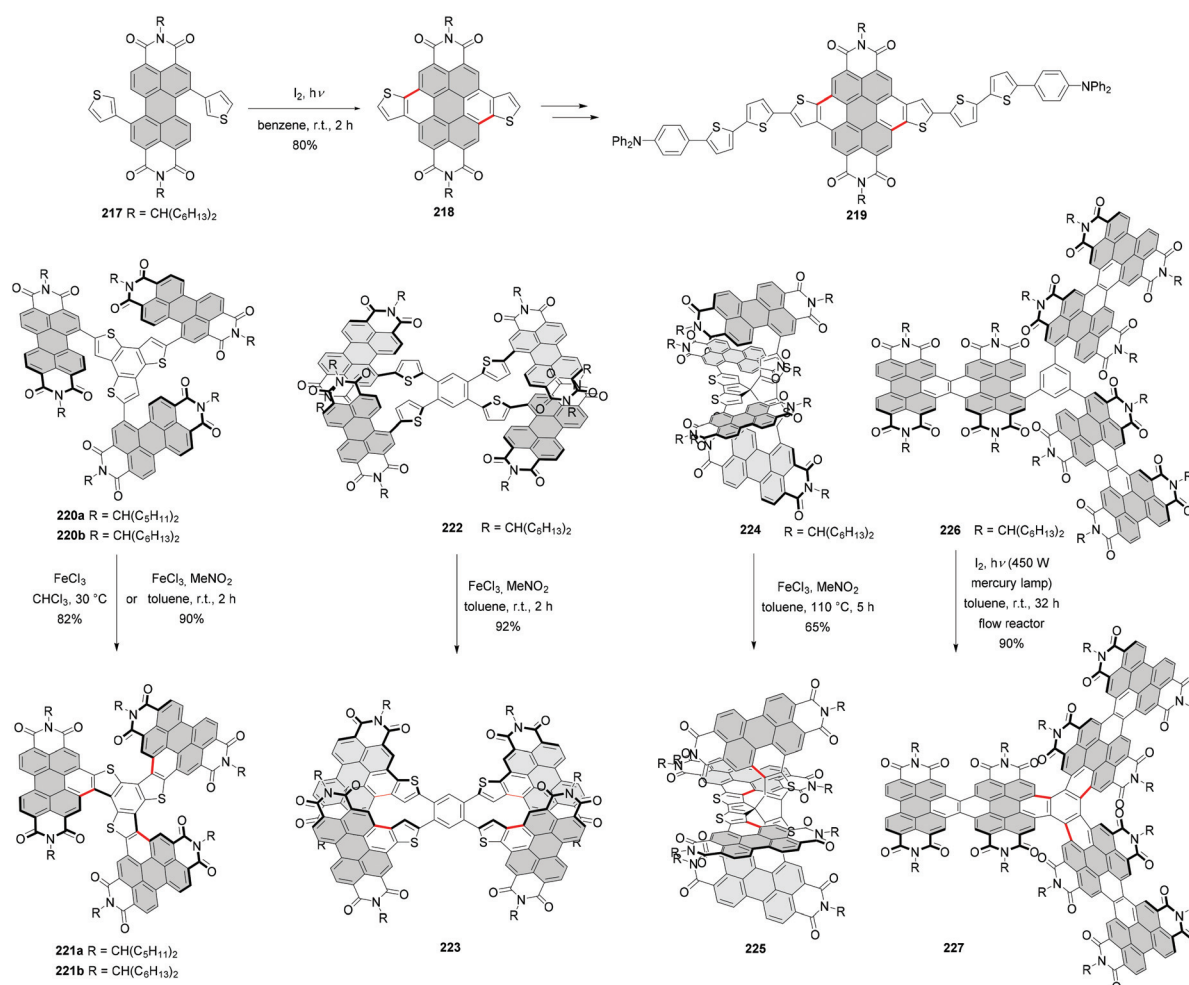 R
O N O
S
S
O N O
R
217 R = CH(C6H13)2
I2, hν
benzene, r.t., 2 h
80%
R
O N O
S
S
O N O
R
218
R
O N O
Ph2N
S
S
S
S
S
S
NPh2
O N O
R
219
R
O N O
R
N
O
O
O
N R
O
S
S
S
O N O
R
R
N
O
O
O
N
R
O
220a R = CH(C5H11)2
220b R = CH(C6H13)2
FeCl3
CHCl3, 30 °C
82%
or
FeCl3, MeNO2
toluene, r.t., 2 h
90%
R
O N O
S
S
S
O N O
R
221a R = CH(C5H11)2
221b R = CH(C6H13)2
R
O N O
S
S
S
S
O N O
R
222
R = CH(C6H13)2
FeCl3, MeNO2
toluene, r.t., 2 h
92%
R
O N O
S
S
S
S
O N O
R
223
R
N
O
O
N R
S
S
S
S
O
N R
O
224
R = CH(C6H13)2
FeCl3, MeNO2
toluene, 110 °C, 5 h
65%
R
N
O
O
N R
S
S
S
O
N R
O
225
R
O N O
R
O N O
O N O
R
O N O
R
226
R = CH(C6H13)2
I2, hν (450 W
mercury lamp)
toluene, r.t., 32 h
flow reactor
90%
R
O N O
R
O N O
O N O
R
O N O
R
227